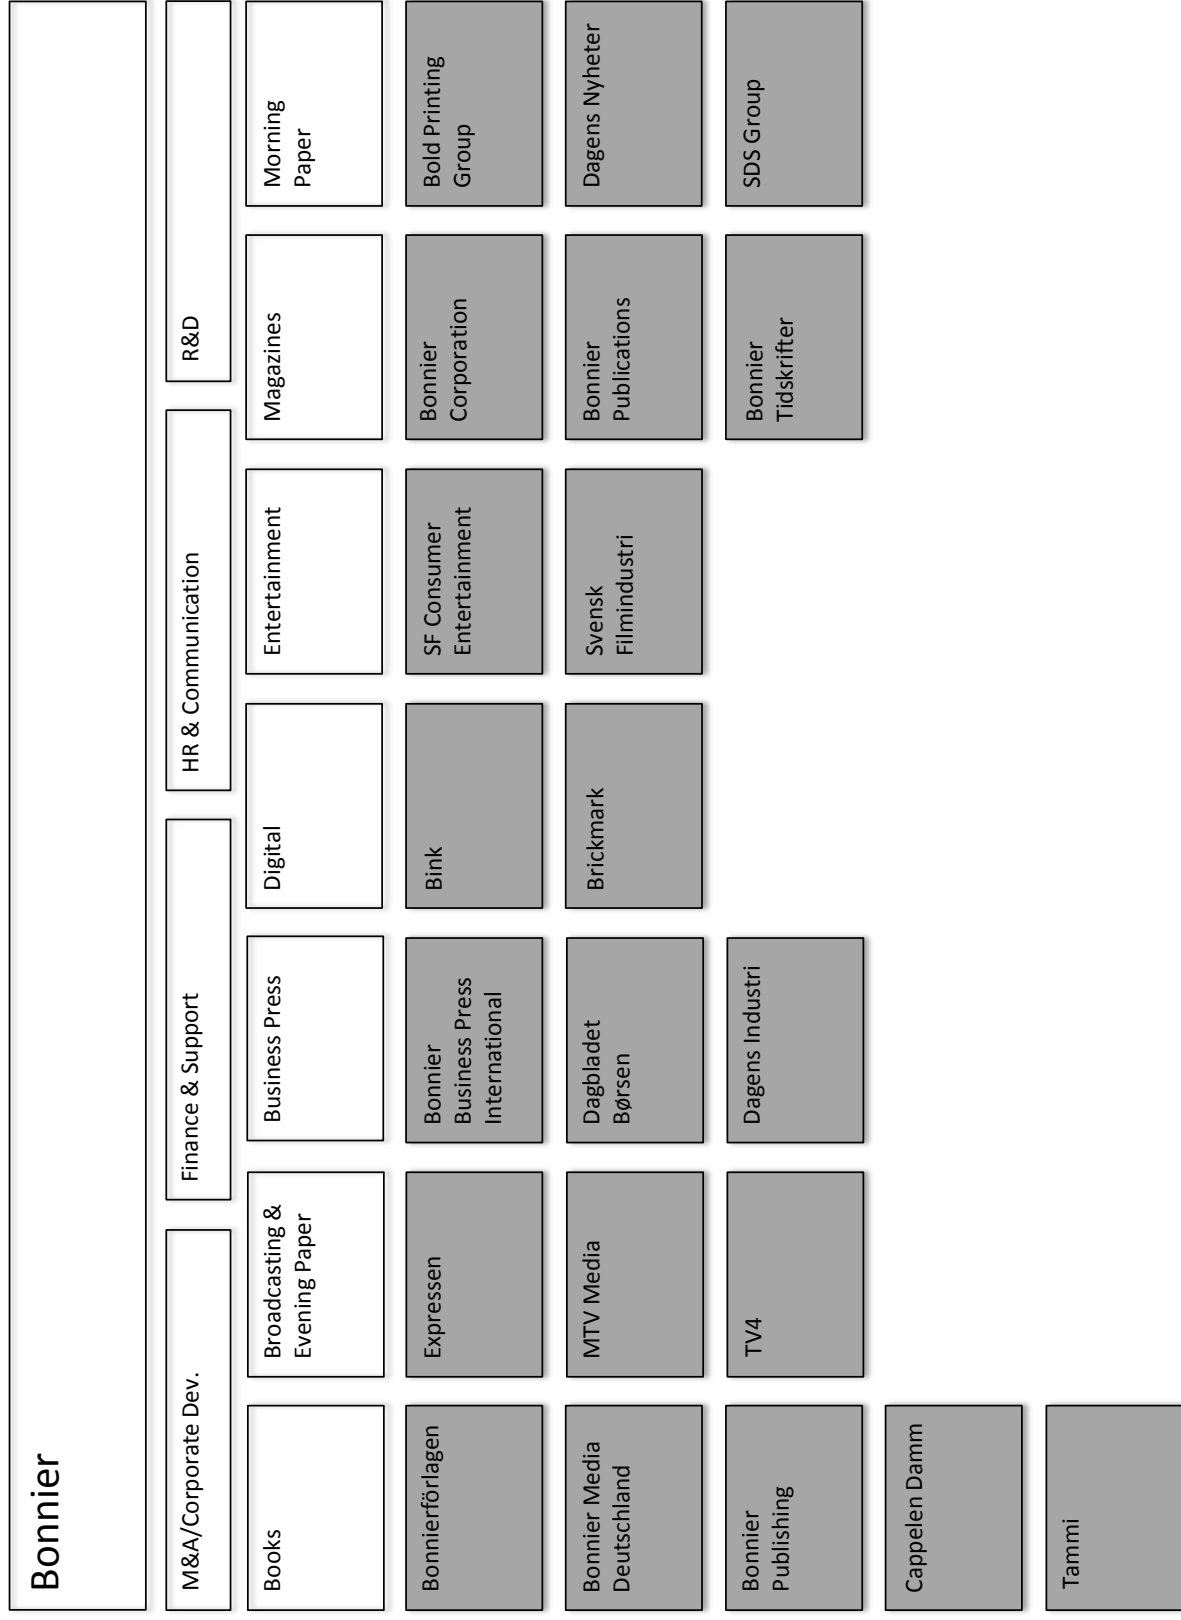 Bonnier
M&A/Corporate Dev.
Finance & Support
HR & Communication
R&D
Books
Broadcasting &
Evening Paper
Business Press
Digital
Entertainment
Magazines
Morning
Paper
Bonnierförlagen
Expressen
Bonnier
Business Press
International
Bink
SF Consumer
Entertainment
Bonnier
Corporation
Bold Printing
Group
Bonnier Media
Deutschland
MTV Media
Dagbladet
Børsen
Brickmark
Svensk
Filmindustri
Bonnier
Publications
Dagens Nyheter
Bonnier
Publishing
TV4
Dagens Industri
Bonnier
Tidskrifter
SDS Group
Cappelen Damm
Tammi